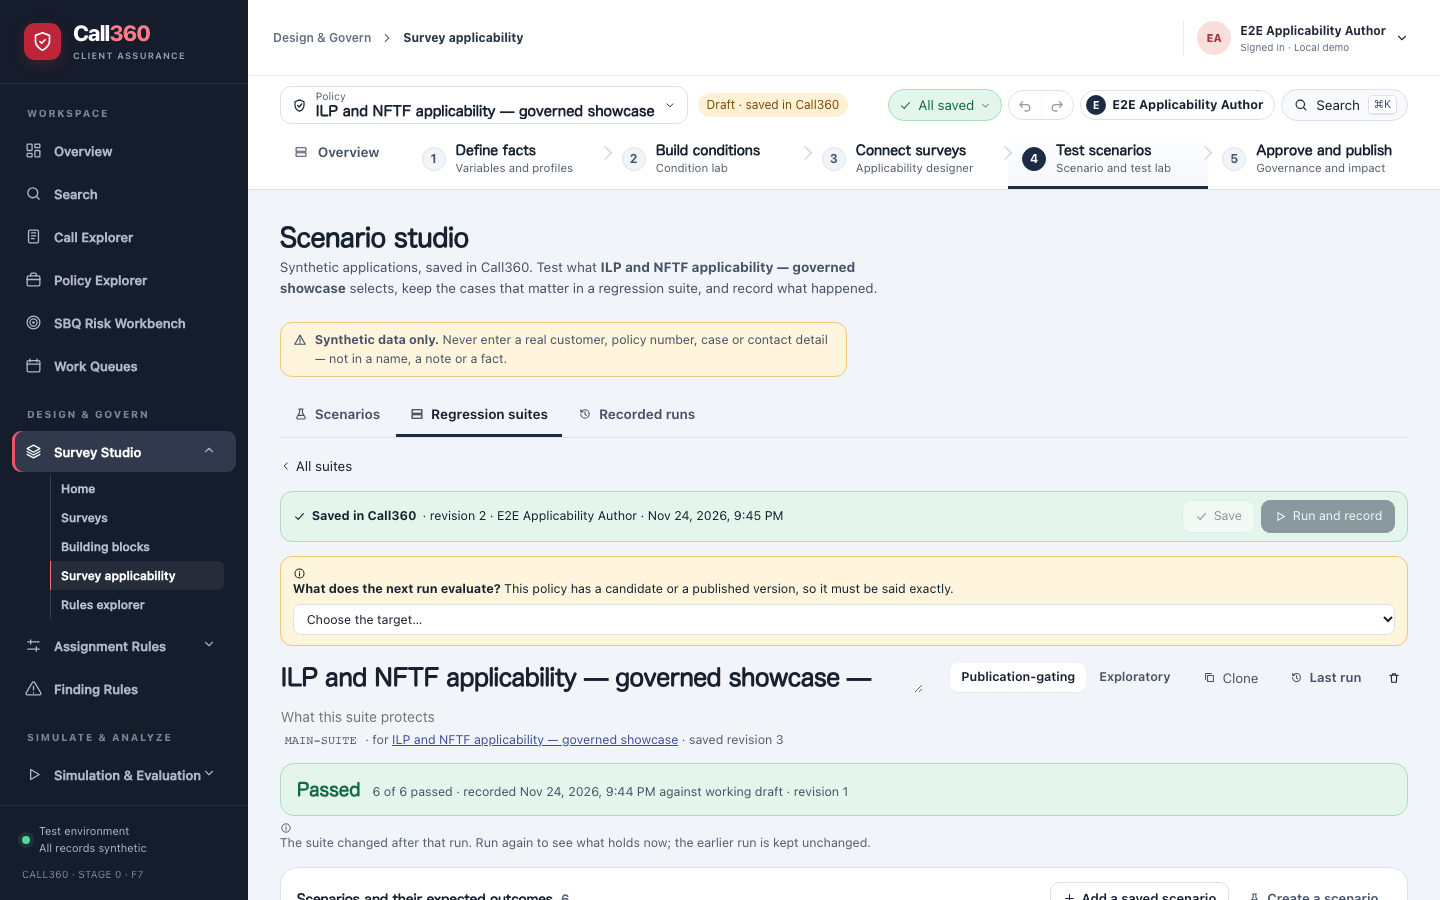 Call360
CLIENT ASSURANCE
WORKSPACE
Overview
Search
Call Explorer
Policy Explorer
SBQ Risk Workbench
Work Queues
DESIGN & GOVERN
Survey Studio
Home
Surveys
Building blocks
Survey applicability
Rules explorer
Assignment Rules
Finding Rules
SIMULATE & ANALYZE
Simulation & Evaluation
Test environment
All records synthetic
CALL360 · STAGE 0 · F7
Design & Govern > Survey applicability
EA
E2E Applicability Author
Signed in · Local demo
Policy
ILP and NFTF applicability — governed showcase
Draft · saved in Call360
All saved
E E2E Applicability Author
Search ⌘K
Overview
1 Define facts
Variables and profiles
2 Build conditions
Condition lab
3 Connect surveys
Applicability designer
4 Test scenarios
Scenario and test lab
5 Approve and publish
Governance and impact
Scenario studio
Synthetic applications, saved in Call360. Test what ILP and NFTF applicability — governed
showcase selects, keep the cases that matter in a regression suite, and record what happened.
Synthetic data only. Never enter a real customer, policy number, case or contact detail
— not in a name, a note or a fact.
Scenarios
Regression suites
Recorded runs
All suites
Saved in Call360 · revision 2 · E2E Applicability Author · Nov 24, 2026, 9:45 PM
Save
Run and record
What does the next run evaluate? This policy has a candidate or a published version, so it must be said exactly.
Choose the target…
ILP and NFTF applicability — governed showcase —
Publication-gating
Exploratory
Clone
Last run
What this suite protects
MAIN-SUITE · for ILP and NFTF applicability — governed showcase · saved revision 3
Passed 6 of 6 passed · recorded Nov 24, 2026, 9:44 PM against working draft · revision 1
The suite changed after that run. Run again to see what holds now; the earlier run is kept unchanged.
Scenarios and their expected outcomes 6
+ Add a saved scenario
Create a scenario